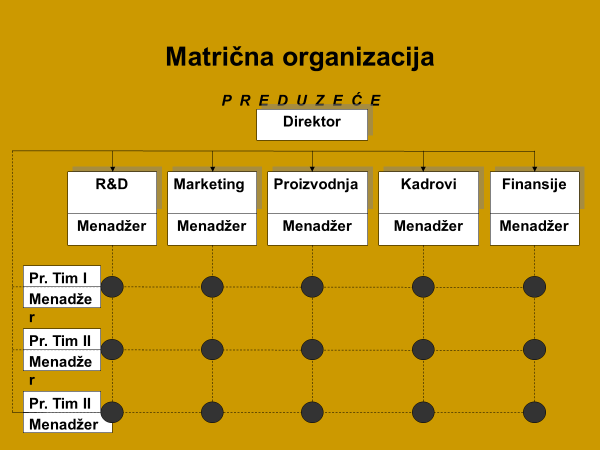 Matrična organizacija
P R E D U Z E Ć E
Direktor
R&D Marketing Proizvodnja Kadrovi Finansije
Menadžer Menadžer Menadžer Menadžer Menadžer
Pr. Tim I
Menadže
r
Pr. Tim II
Menadže
r
Pr. Tim II
Menadžer